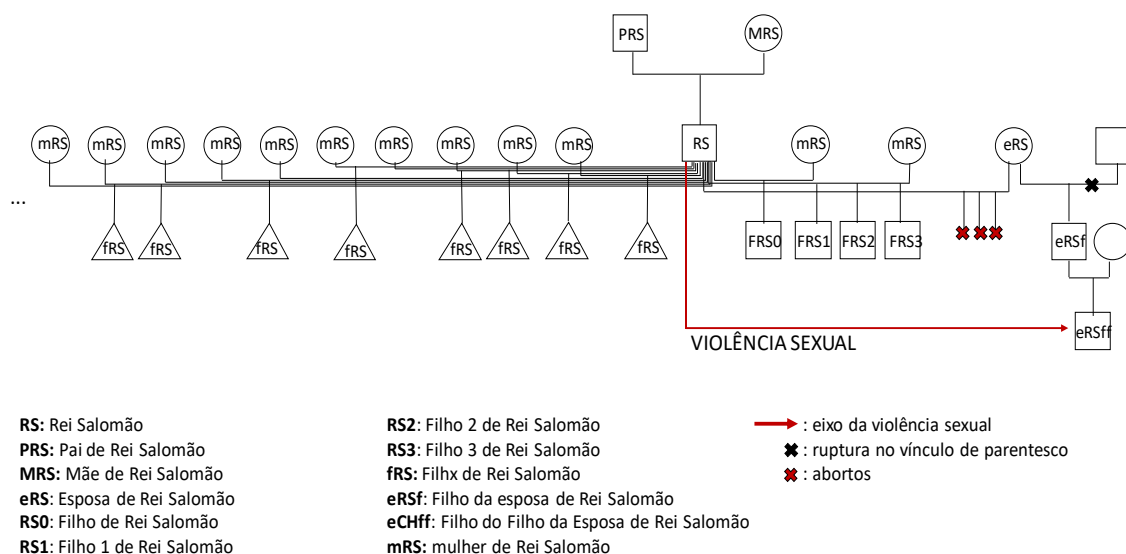 PRS MRS
mRS mRS mRS mRS mRS mRS mRS mRS mRS mRS RS mRS mRS eRS
...
fRS fRS fRS fRS fRS fRS fRS fRS FRS0 FRS1 FRS2 FRS3 eRSf
eRSff
VIOLÊNCIA SEXUAL
RS: Rei Salomão
PRS: Pai de Rei Salomão
MRS: Mãe de Rei Salomão
eRS: Esposa de Rei Salomão
RS0: Filho de Rei Salomão
RS1: Filho 1 de Rei Salomão
RS2: Filho 2 de Rei Salomão
RS3: Filho 3 de Rei Salomão
fRS: Filhx de Rei Salomão
eRSf: Filho da esposa de Rei Salomão
eCHff: Filho do Filho da Esposa de Rei Salomão
mRS: mulher de Rei Salomão
: eixo da violência sexual
: ruptura no vínculo de parentesco
: abortos